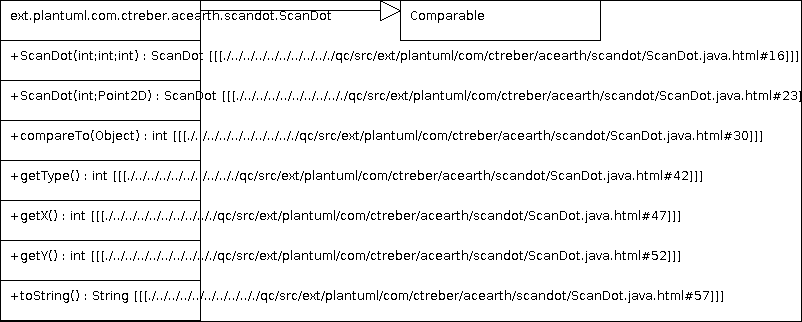 ext.plantuml.com.ctreber.acearth.scandot.ScanDot
Comparable
+ScanDot(int;int;int) : ScanDot [[[./../../../../../../../../../qc/src/ext/plantuml/com/ctreber/acearth/scandot/ScanDot.java.html#16]]]
+ScanDot(int;Point2D) : ScanDot [[[./../../../../../../../../../qc/src/ext/plantuml/com/ctreber/acearth/scandot/ScanDot.java.html#23]
+compareTo(Object) : int [[[./../../../../../../../../../qc/src/ext/plantuml/com/ctreber/acearth/scandot/ScanDot.java.html#30]]]
+getType() : int [[[./../../../../../../../../../qc/src/ext/plantuml/com/ctreber/acearth/scandot/ScanDot.java.html#42]]]
+getX() : int [[[./../../../../../../../../../qc/src/ext/plantuml/com/ctreber/acearth/scandot/ScanDot.java.html#47]]]
+getY() : int [[[./../../../../../../../../../qc/src/ext/plantuml/com/ctreber/acearth/scandot/ScanDot.java.html#52]]]
+toString() : String [[[./../../../../../../../../../qc/src/ext/plantuml/com/ctreber/acearth/scandot/ScanDot.java.html#57]]]